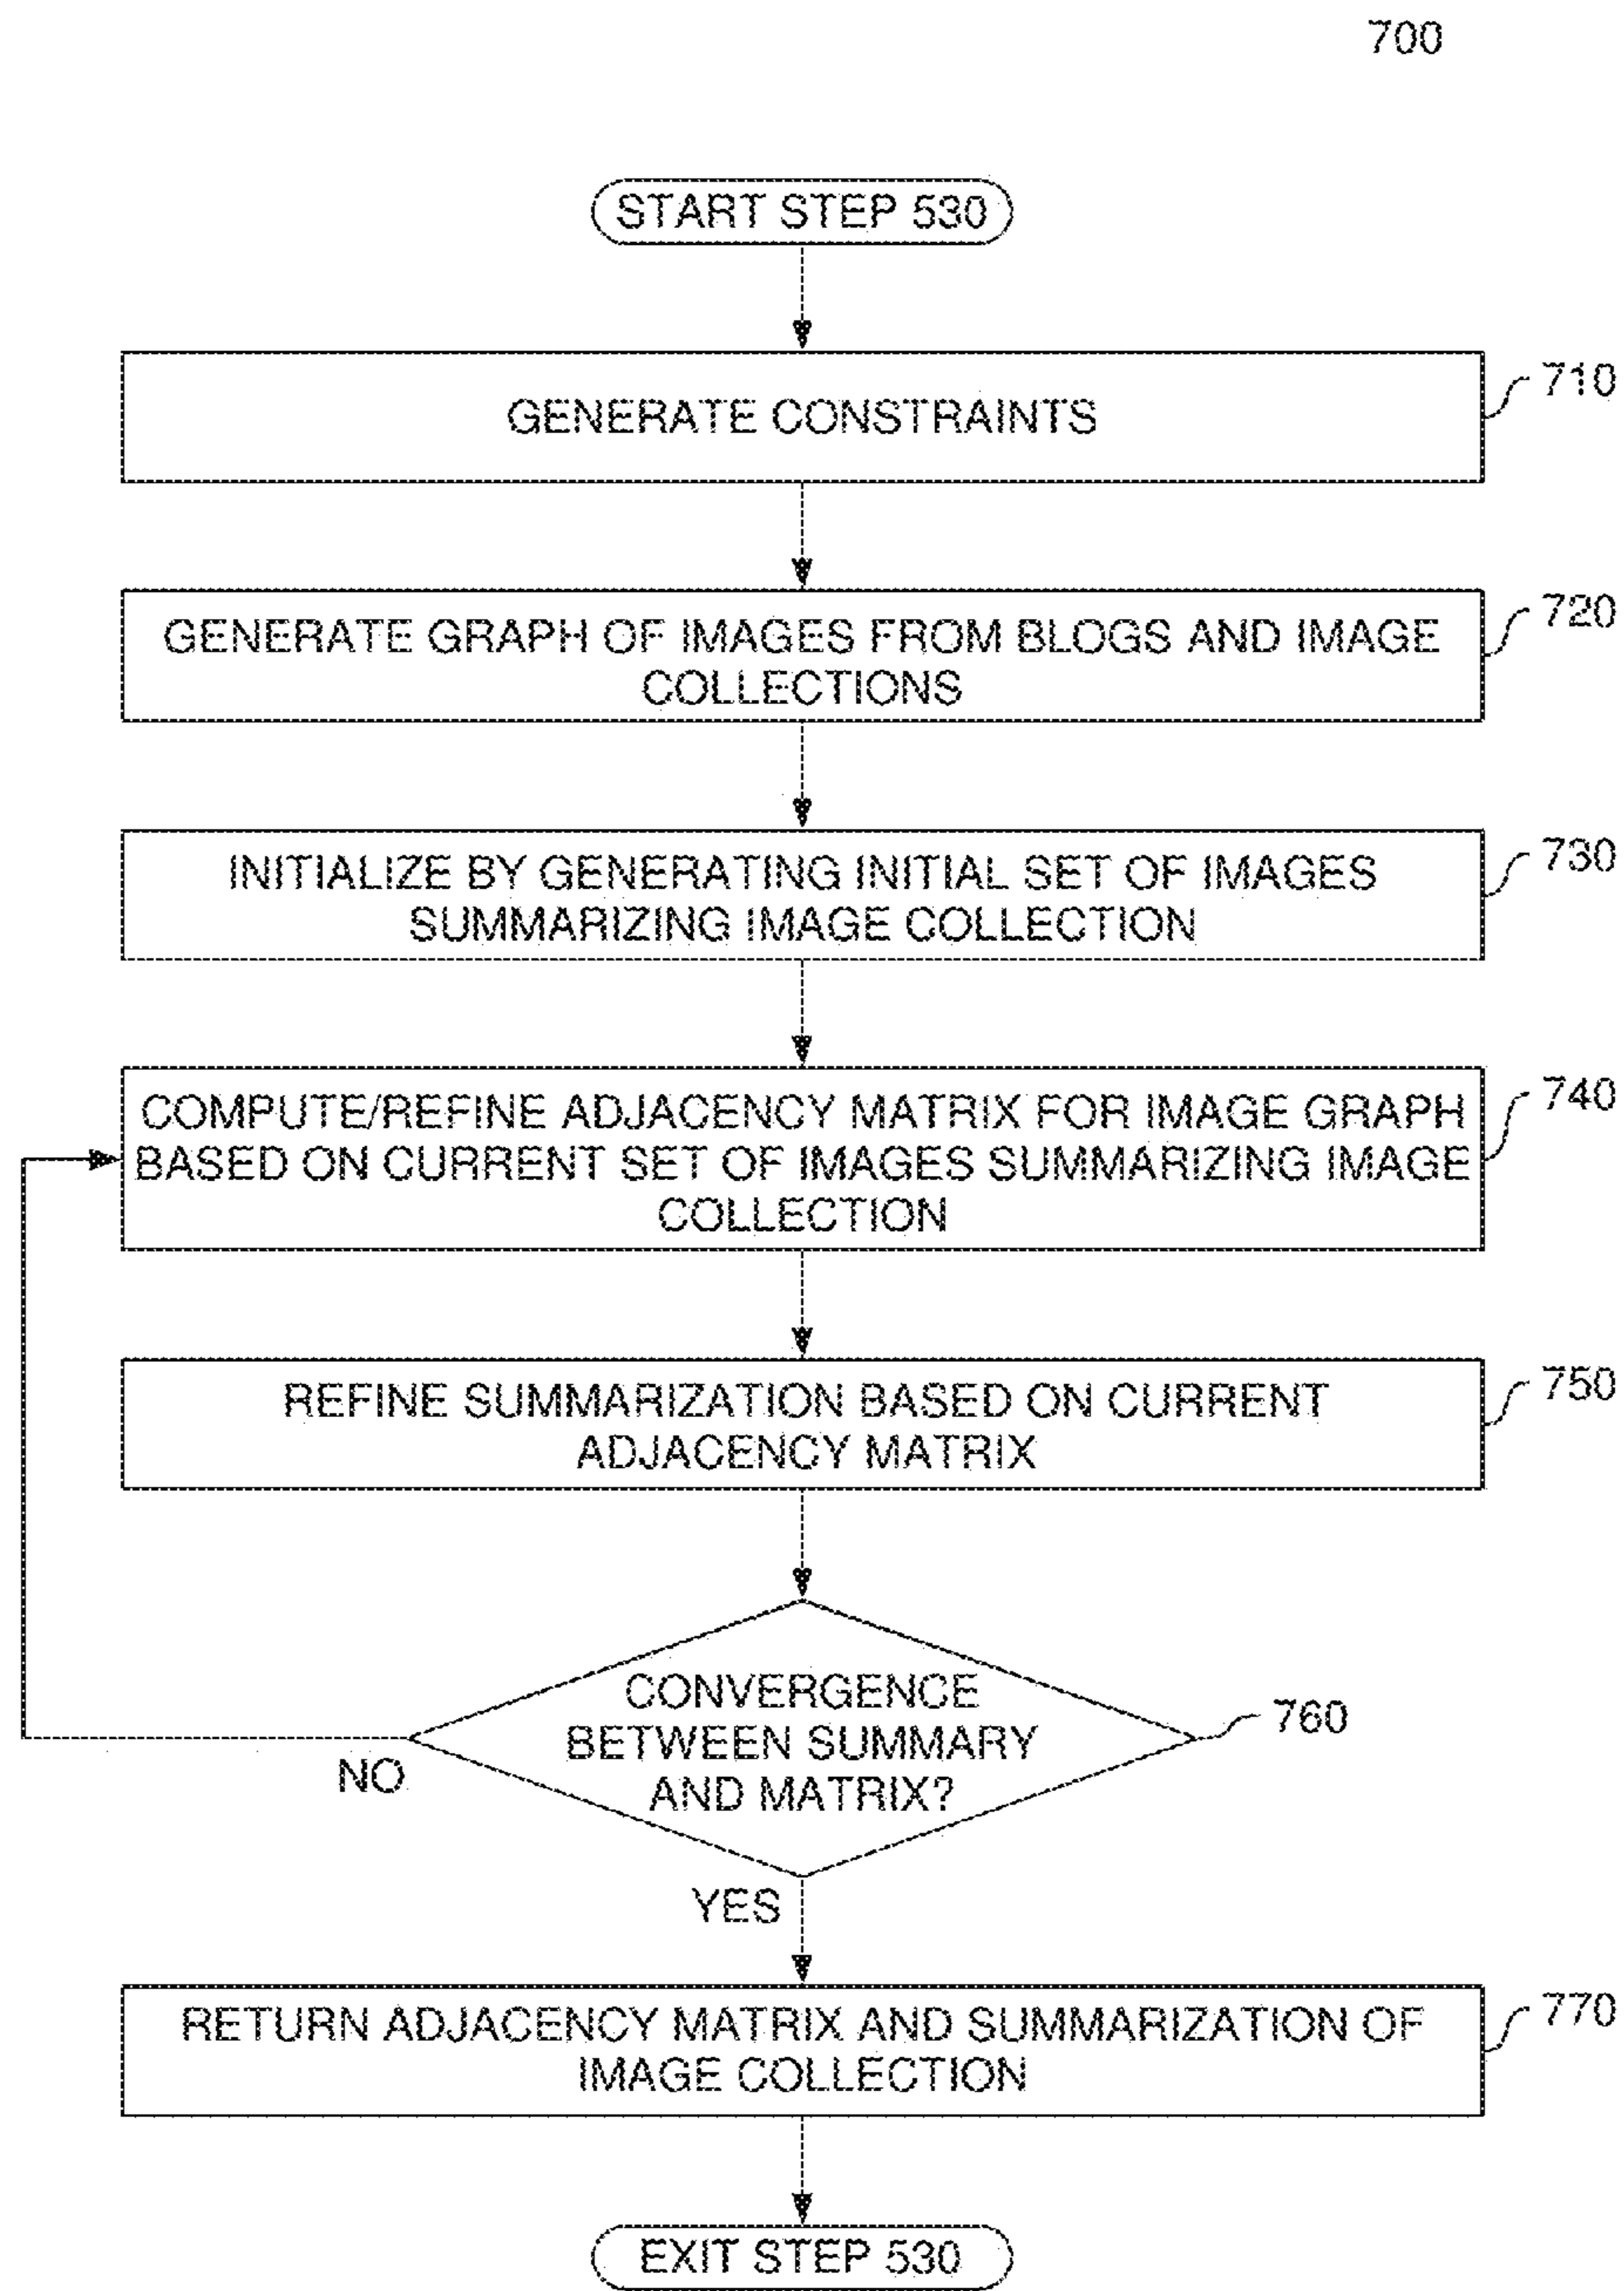 700
START STEP 530
GENERATE CONSTRAINTS
710
GENERATE GRAPH OF IMAGES FROM BLOGS AND IMAGE
COLLECTIONS
720
INITIALIZE BY GENERATING INITIAL SET OF IMAGES
SUMMARIZING IMAGE COLLECTION
730
COMPUTE/REFINE ADJACENCY MATRIX FOR IMAGE GRAPH
BASED ON CURRENT SET OF IMAGES SUMMARIZING IMAGE
COLLECTION
740
REFINE SUMMARIZATION BASED ON CURRENT
ADJACENCY MATRIX
750
CONVERGENCE
BETWEEN SUMMARY
AND MATRIX?
760
NO
YES
RETURN ADJACENCY MATRIX AND SUMMARIZATION OF
IMAGE COLLECTION
770
EXIT STEP 530